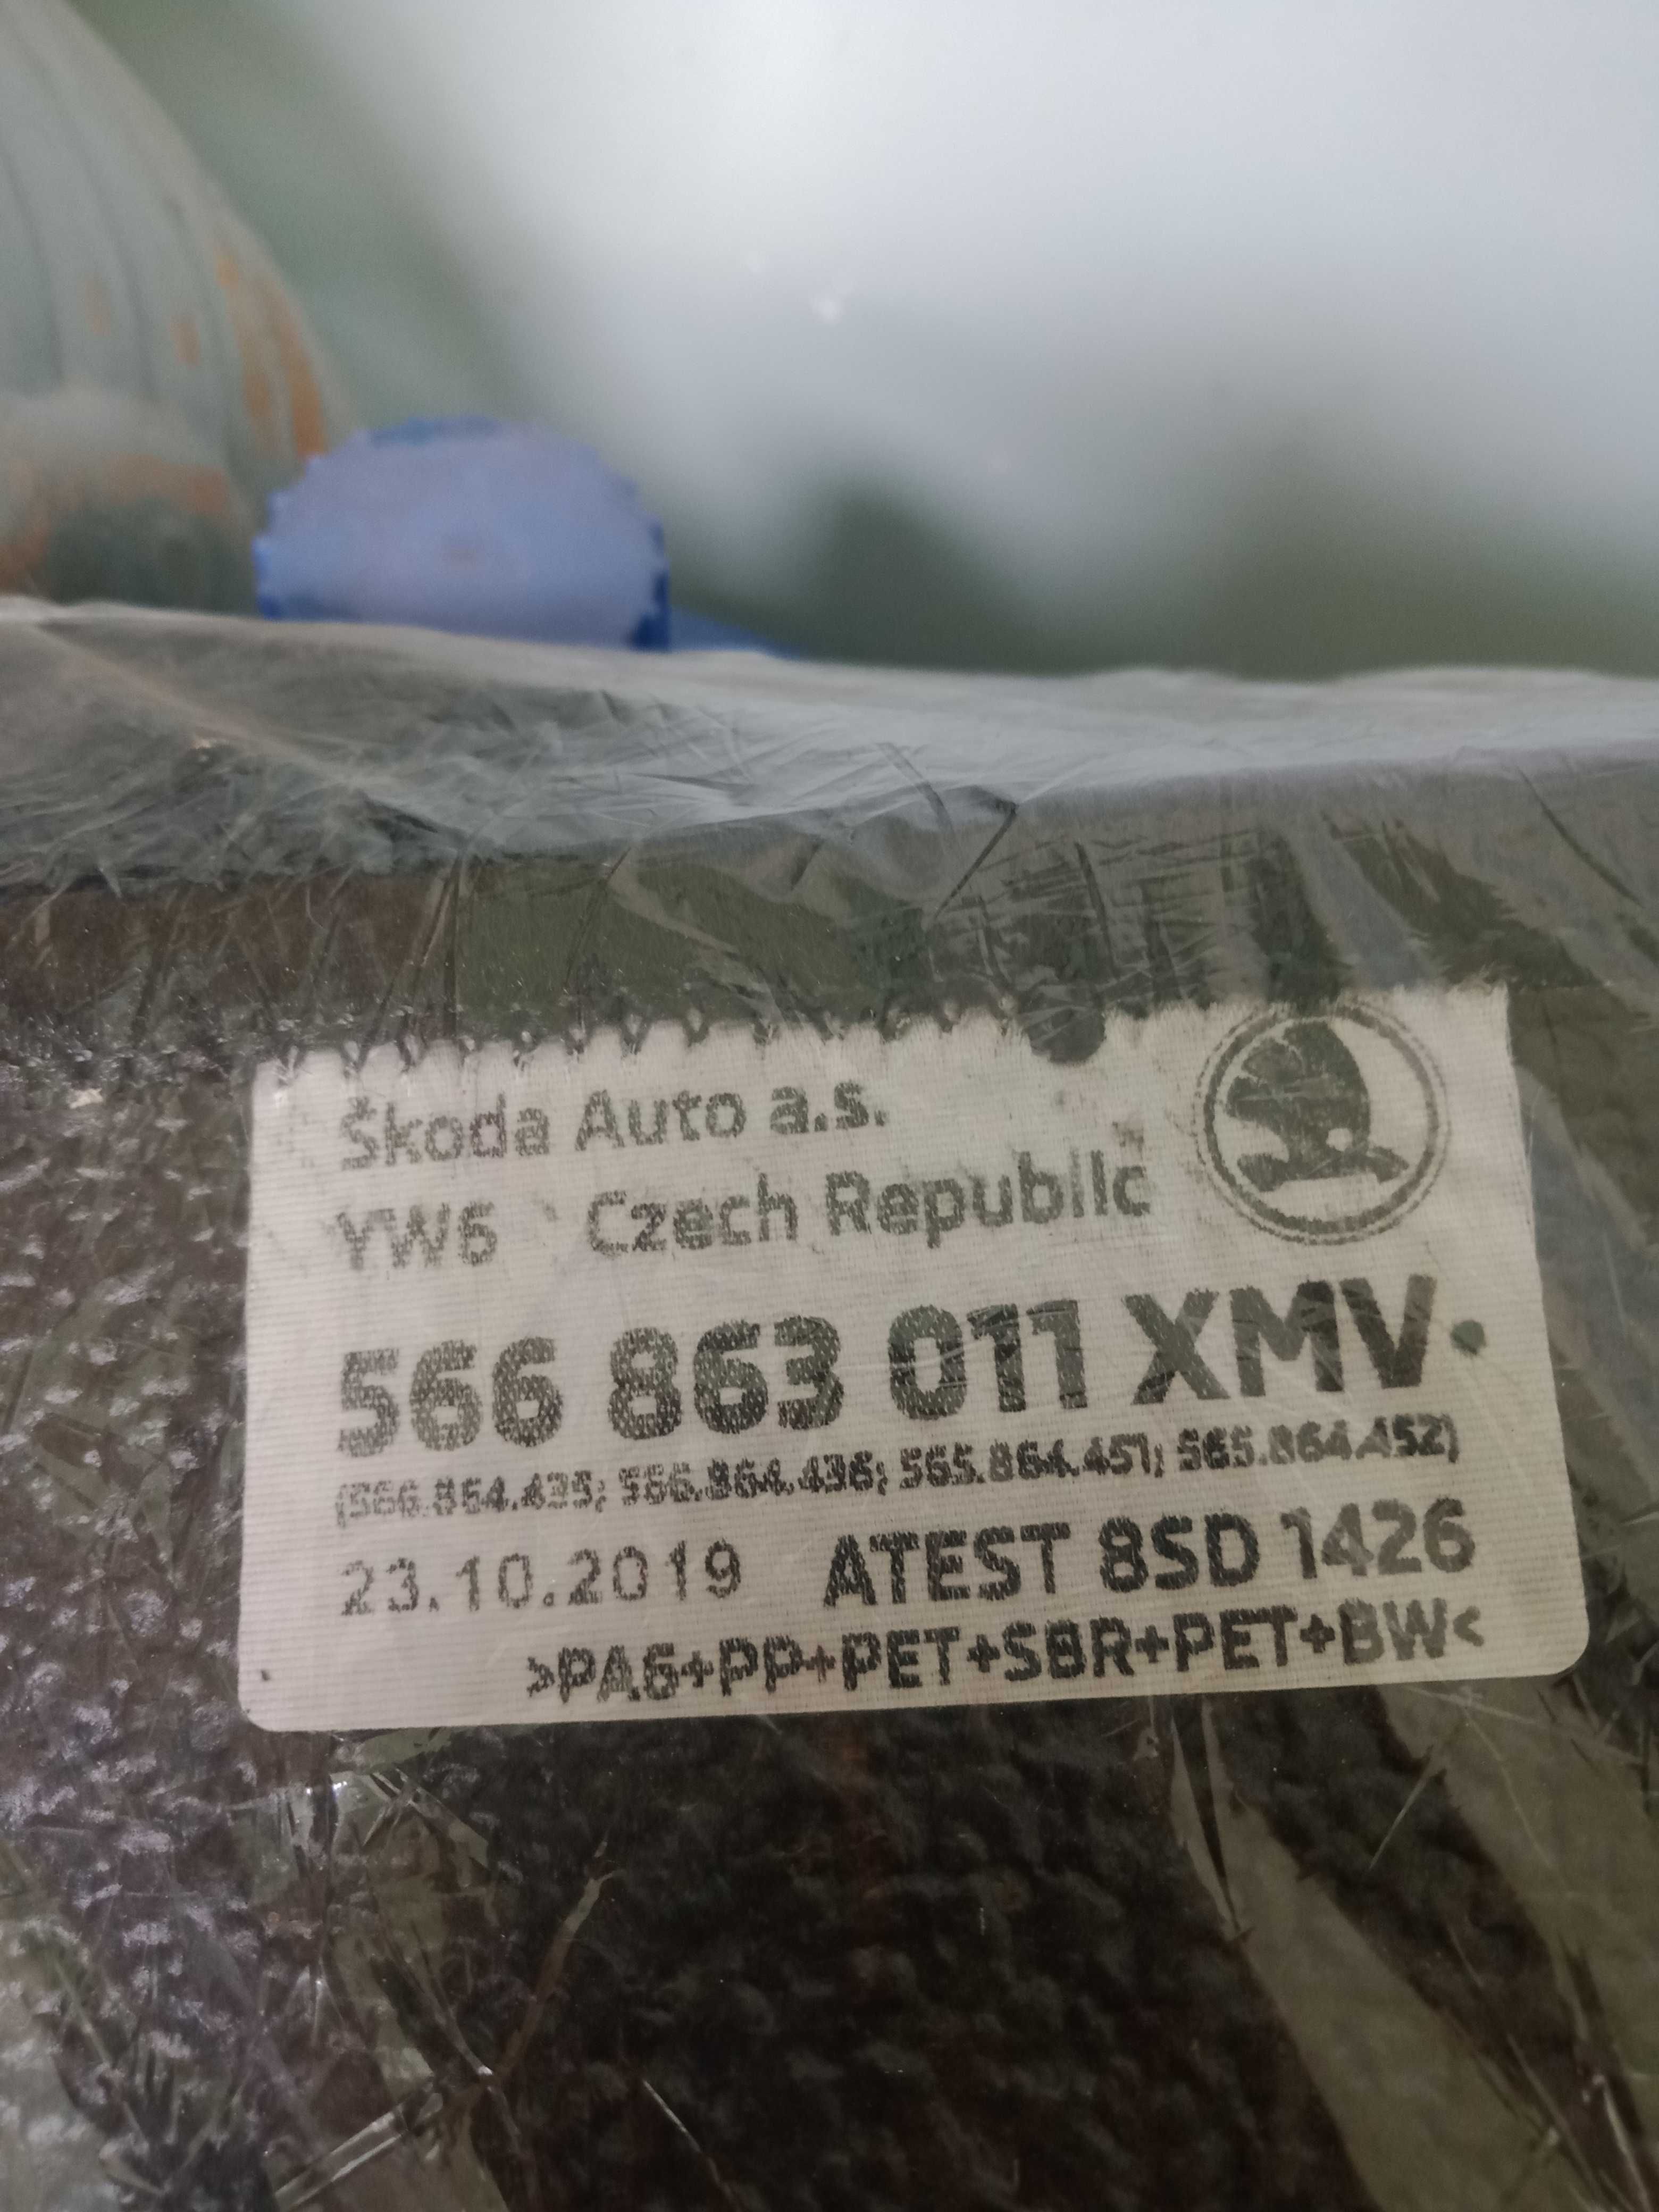 Škoda Auto a.s.
YW6 Czech Republic
566 863 011 XMV
(566.864.435; 566.864.436; 565.864.451; 565.864.452)
23.10.2019 ATEST 8SD 1426
>PA6+PP+PET+SBR+PET+BW<